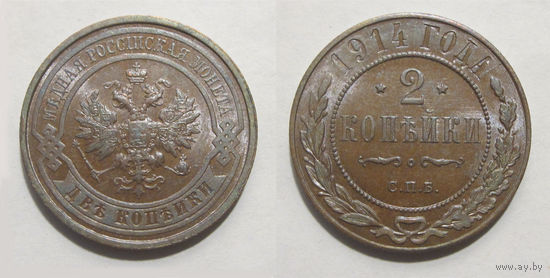 МѢДНАЯ РОССІЙСКАЯ МОНЕТА
ДВѢ КОПѢЙКИ
1914 ГОДА
* 2 *
КОПѢЙКИ
С.П.Б.
www.ay.by